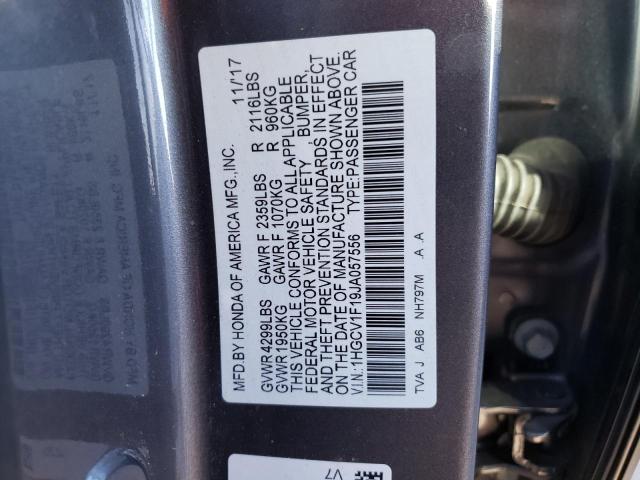 MFD.BY HONDA OF AMERICA MFG.,INC. 11/'17
GVWR 4299LBS GAWR F 2359LBS R 2116LBS
GVWR 1950KG GAWR F 1070KG R 960KG
THIS VEHICLE CONFORMS TO ALL APPLICABLE
FEDERAL MOTOR VEHICLE SAFETY , BUMPER,
AND THEFT PREVENTION STANDARDS IN EFFECT
ON THE DATE OF MANUFACTURE SHOWN ABOVE.
V.I.N.:1HGCV1F19JA057556 TYPE:PASSENGER CAR
TVA J AB6 NH797M .A .A
V7